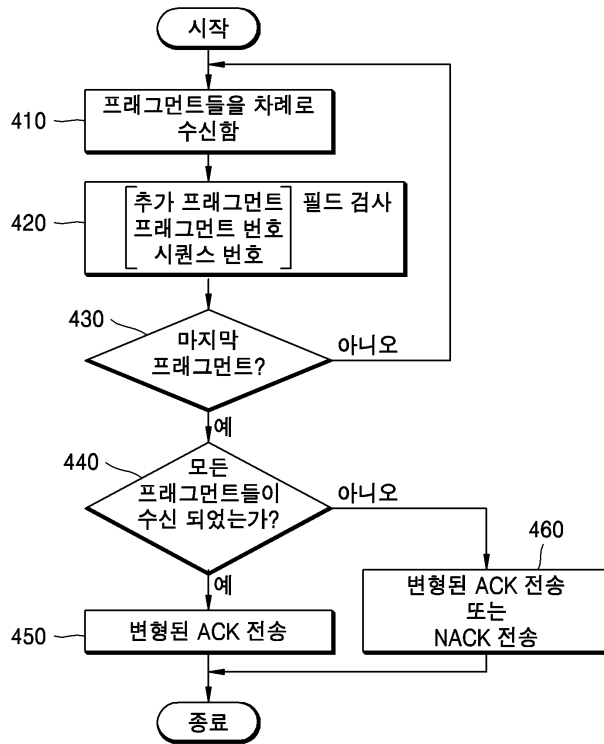 시작
410
프래그먼트들을 차례로
수신함
420
추가 프래그먼트
프래그먼트 번호
시퀀스 번호
필드 검사
430
마지막
프래그먼트?
아니오
예
440
모든
프래그먼트들이
수신 되었는가?
아니오
예
460
변형된 ACK 전송
또는
NACK 전송
450
변형된 ACK 전송
종료